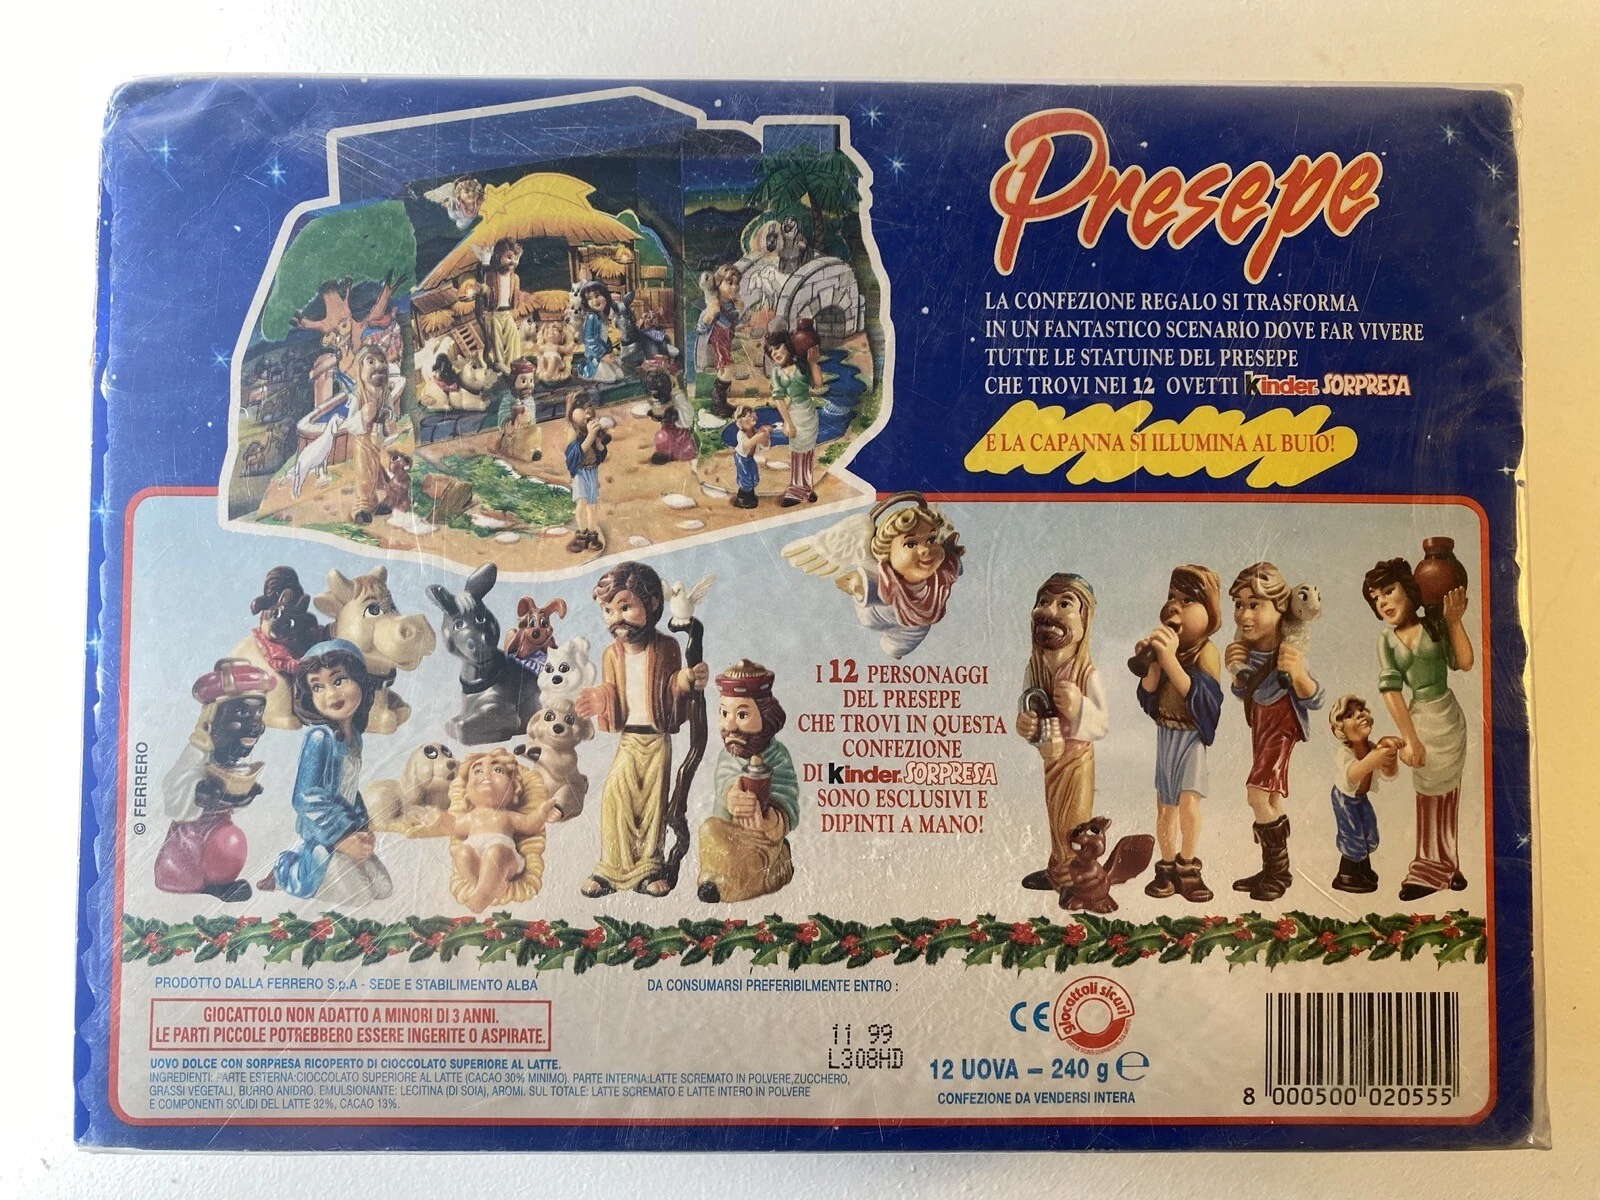 Presepe
LA CONFEZIONE REGALO SI TRASFORMA
IN UN FANTASTICO SCENARIO DOVE FAR VIVERE
TUTTE LE STATUINE DEL PRESEPE
CHE TROVI NEI 12 OVETTI kinder SORPRESA
E LA CAPANNA SI ILLUMINA AL BUIO!
I 12 PERSONAGGI
DEL PRESEPE
CHE TROVI IN QUESTA
CONFEZIONE
DI kinder SORPRESA
SONO ESCLUSIVI E
DIPINTI A MANO!
© FERRERO
PRODOTTO DALLA FERRERO S.p.A - SEDE E STABILIMENTO ALBA
DA CONSUMARSI PREFERIBILMENTE ENTRO :
GIOCATTOLO NON ADATTO A MINORI DI 3 ANNI.
LE PARTI PICCOLE POTREBBERO ESSERE INGERITE O ASPIRATE.
11 99
L308HD
UOVO DOLCE CON SORPRESA RICOPERTO DI CIOCCOLATO SUPERIORE AL LATTE.
INGREDIENTI: PARTE ESTERNA:CIOCCOLATO SUPERIORE AL LATTE (CACAO 30% MINIMO). PARTE INTERNA:LATTE SCREMATO IN POLVERE,ZUCCHERO,
GRASSI VEGETALI, BURRO ANIDRO. EMULSIONANTE: LECITINA (DI SOIA), AROMI. SUL TOTALE: LATTE SCREMATO E LATTE INTERO IN POLVERE
E COMPONENTI SOLIDI DEL LATTE 32%, CACAO 13%.
CE
giocattoli sicuri
12 UOVA – 240 g e
CONFEZIONE DA VENDERSI INTERA
8 000500 020555